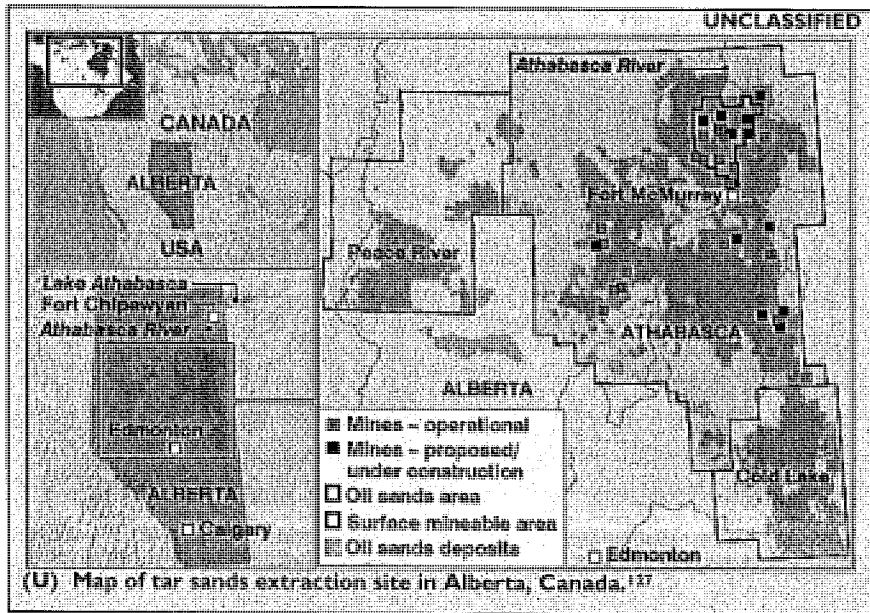 UNCLASSIFIED
CANADA
ALBERTA
USA
Lake Athabasca
Fort Chipewyan
Athabasca River
Edmonton
ALBERTA
Calgary
Athabasca River
Fort McMurray
Peace River
ATHABASCA
ALBERTA
Cold Lake
Mines – operational
Mines – proposed/
under construction
Oil sands area
Surface mineable area
Oil sands deposits
Edmonton
(U) Map of tar sands extraction site in Alberta, Canada.127